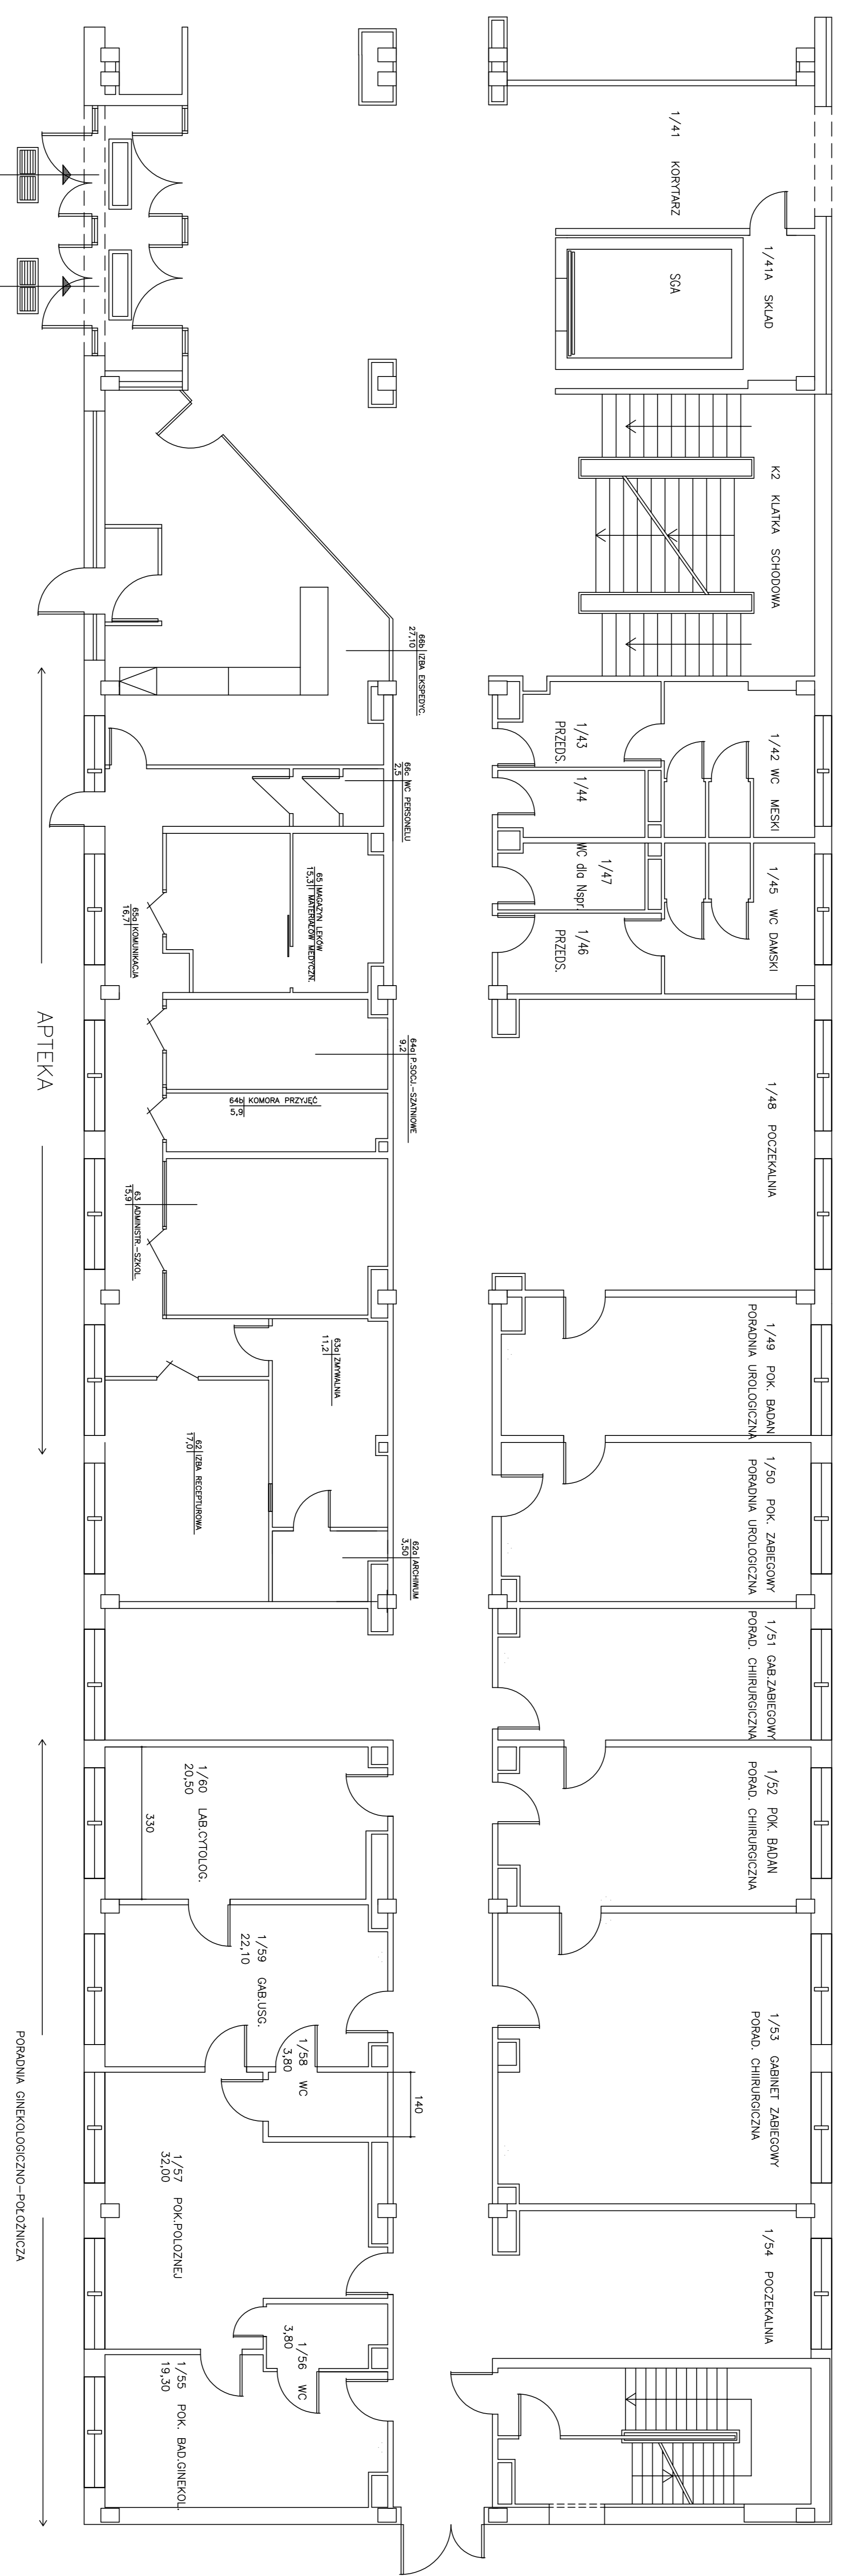 1/41 KORYTARZ
1/41A SKLAD
SGA
K2 KLATKA SCHODOWA
1/42 WC MESKI
1/43
PRZEDS.
1/44
1/45 WC DAMSKI
1/47
WC dla Nspr.
1/46
PRZEDS.
1/48 POCZEKALNIA
1/49 POK. BADAN
PORADNIA UROLOGICZNA
1/50 POK. ZABIEGOWY
PORADNIA UROLOGICZNA
1/51 GAB.ZABIEGOWY
PORAD. CHIRURGICZNA
1/52 POK. BADAN
PORAD. CHIIRURGICZNA
1/53 GABINET ZABIEGOWY
PORAD. CHIIRURGICZNA
1/54 POCZEKALNIA
66b IZBA EKSPEDYC.
27,10
66c WC PERSONELU
2,5
65 MAGAZYN LEKÓW
15,3 I MATERIAŁÓW MEDYCZN.
65a KOMUNIKACJA
16,7
64a P.SOCJ.-SZATNIOWE
9,2
64b KOMORA PRZYJĘĆ
5,9
63 ADMINISTR.-SZKOL.
15,9
63a ZMYWALNIA
11,2
62 IZBA RECEPTUROWA
17,0
62a ARCHIWUM
3,50
APTEKA
1/60 LAB.CYTOLOG.
20,50
330
1/59 GAB.USG.
22,10
1/58 WC
3,80
140
1/57 POK.POLOZNEJ
32,00
1/56 WC
3,80
1/55 POK. BAD.GINEKOL.
19,30
PORADNIA GINEKOLOGICZNO-POŁOŻNICZA